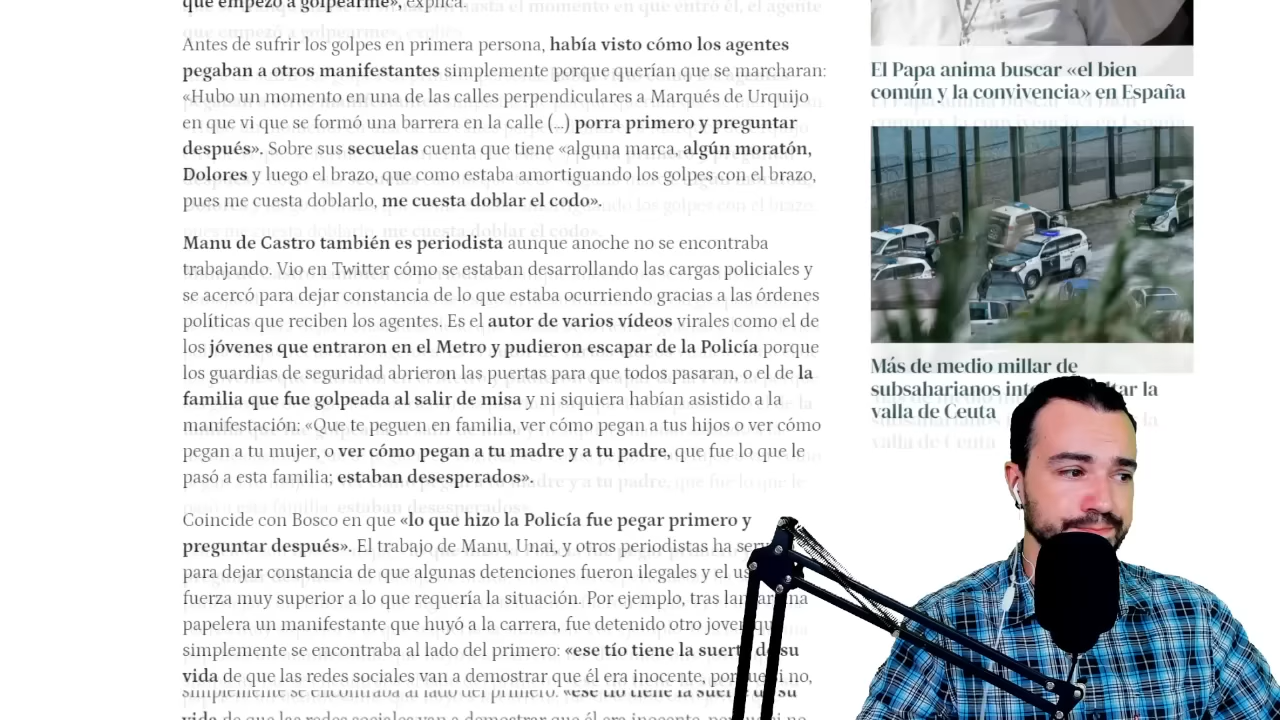 que empezó a golpearme», explica.
Antes de sufrir los golpes en primera persona, había visto cómo los agentes
pegaban a otros manifestantes simplemente porque querían que se marcharan:
«Hubo un momento en una de las calles perpendiculares a Marqués de Urquijo
en que vi que se formó una barrera en la calle (...) porra primero y preguntar
después». Sobre sus secuelas cuenta que tiene «alguna marca, algún moratón,
Dolores y luego el brazo, que como estaba amortiguando los golpes con el brazo,
pues me cuesta doblarlo, me cuesta doblar el codo».
Manu de Castro también es periodista aunque anoche no se encontraba
trabajando. Vio en Twitter cómo se estaban desarrollando las cargas policiales y
se acercó para dejar constancia de lo que estaba ocurriendo gracias a las órdenes
políticas que reciben los agentes. Es el autor de varios vídeos virales como el de
los jóvenes que entraron en el Metro y pudieron escapar de la Policía porque
los guardias de seguridad abrieron las puertas para que todos pasaran, o el de la
familia que fue golpeada al salir de misa y ni siquiera habían asistido a la
manifestación: «Que te peguen en familia, ver cómo pegan a tus hijos o ver cómo
pegan a tu mujer, o ver cómo pegan a tu madre y a tu padre, que fue lo que le
pasó a esta familia; estaban desesperados».
Coincide con Bosco en que «lo que hizo la Policía fue pegar primero y
preguntar después». El trabajo de Manu, Unai, y otros periodistas ha
para dejar constancia de que algunas detenciones fueron ilegales y el
fuerza muy superior a lo que requería la situación. Por ejemplo, tras
papelera un manifestante que huyó a la carrera, fue detenido otro joven
simplemente se encontraba al lado del primero: «ese tío tiene la suerte de su
vida de que las redes sociales van a demostrar que él era inocente, porque si no,
El Papa anima buscar «el bien
común y la convivencia» en España
Más de medio millar de
subsaharianos la
valla de Ceuta